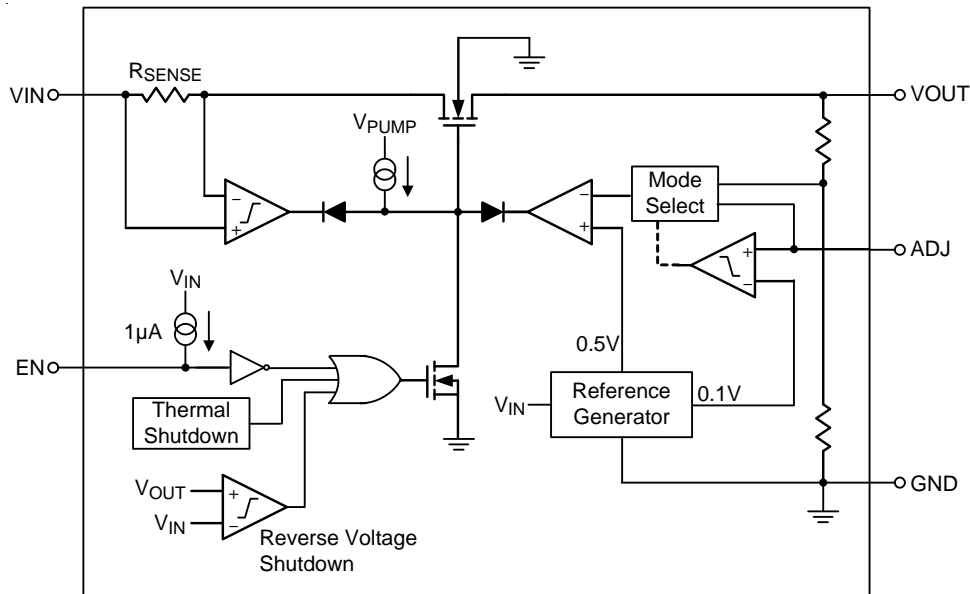 RSENSE
VIN
VOUT
VPUMP
Mode
Select
-
+
-
+
+
-
ADJ
VIN
1µA
0.5V
EN
Thermal
Shutdown
VIN
Reference
Generator
0.1V
VOUT
+
VIN
-
GND
Reverse Voltage
Shutdown